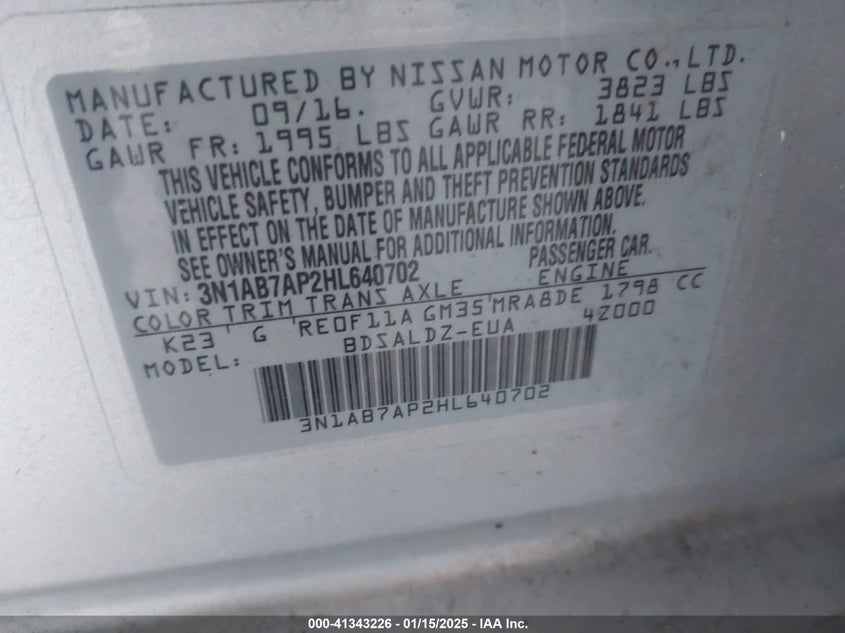 MANUFACTURED BY NISSAN MOTOR CO., LTD.
DATE: 09/16. GVWR: 3823 LBS
GAWR FR: 1995 LBS GAWR RR: 1841 LBS
THIS VEHICLE CONFORMS TO ALL APPLICABLE FEDERAL MOTOR
VEHICLE SAFETY, BUMPER AND THEFT PREVENTION STANDARDS
IN EFFECT ON THE DATE OF MANUFACTURE SHOWN ABOVE.
SEE OWNER'S MANUAL FOR ADDITIONAL INFORMATION.
VIN: 3N1AB7AP2HL640702 PASSENGER CAR.
COLOR TRIM TRANS AXLE ENGINE
K23 G RE0F11A GM35 MRA8DE 1798 CC
MODEL: BDSALDZ-EUA 4Z000
3N1AB7AP2HL640702
000-41343226 - 01/15/2025 - IAA Inc.